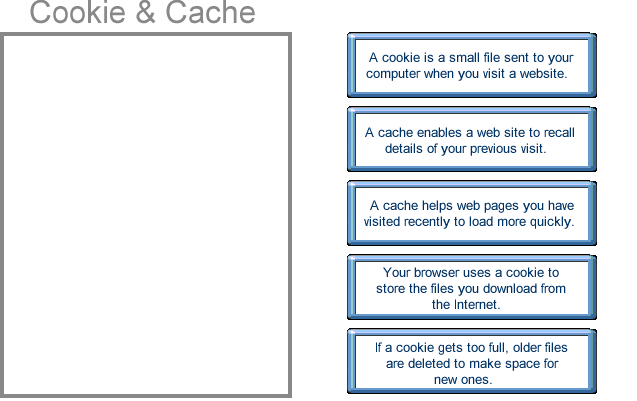 Cookie & Cache
A cookie is a small file sent to your
computer when you visit a website.
A cache enables a web site to recall
details of your previous visit.
A cache helps web pages you have
visited recently to load more quickly.
Your browser uses a cookie to
store the files you download from
the Internet.
If a cookie gets too full, older files
are deleted to make space for
new ones.